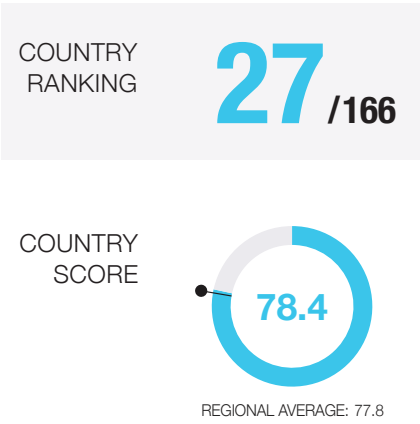 COUNTRY
RANKING
27/166
COUNTRY
SCORE
78.4
REGIONAL AVERAGE: 77.8